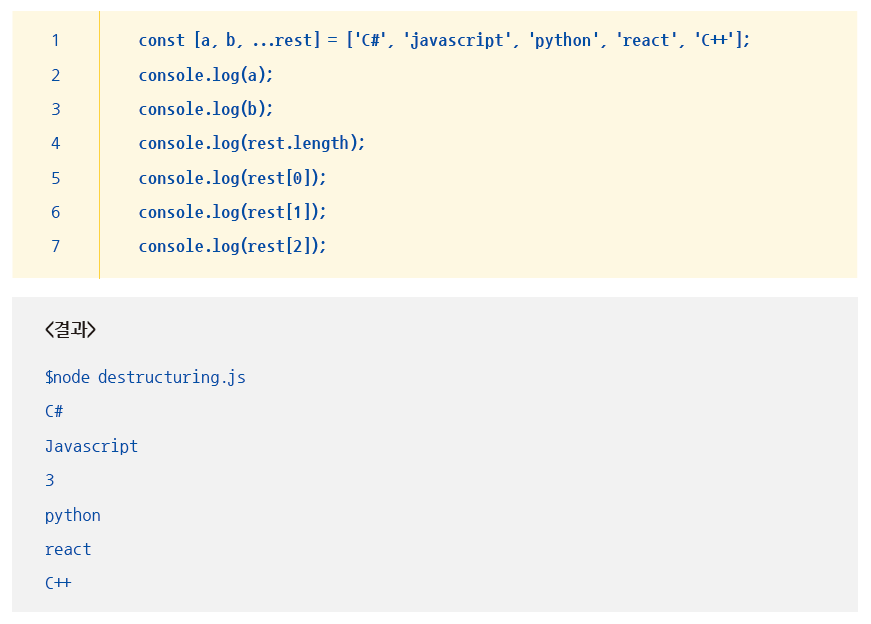 1 const [a, b, ...rest] = ['C#', 'javascript', 'python', 'react', 'C++'];
2 console.log(a);
3 console.log(b);
4 console.log(rest.length);
5 console.log(rest[0]);
6 console.log(rest[1]);
7 console.log(rest[2]);
<결과>
$node destructuring.js
C#
Javascript
3
python
react
C++